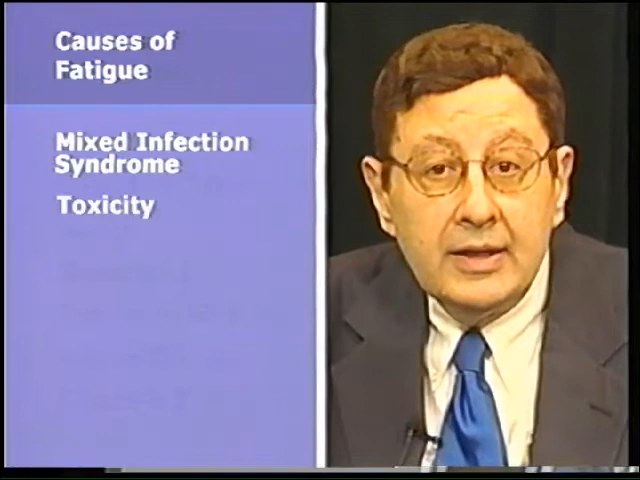 Causes of
Fatigue
Mixed Infection
Syndrome
Toxicity